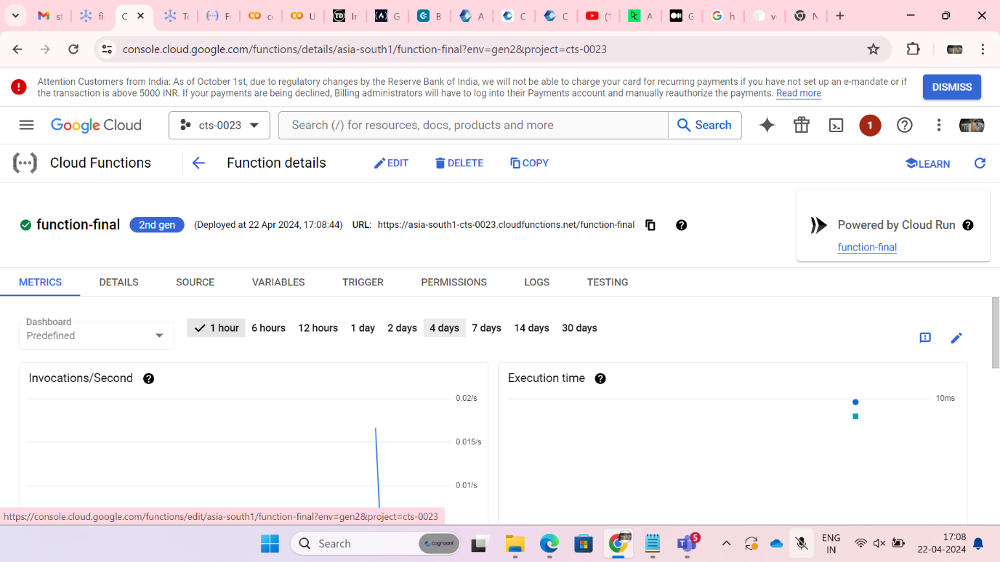 st
fi
C
To
Fu
co
U
In
G
B
A
C
C
(1
A
G
h
v
N
console.cloud.google.com/functions/details/asia-south1/function-final?env=gen2&project=cts-0023
Attention Customers from India: As of October 1st, due to regulatory changes by the Reserve Bank of India, we will not be able to charge your card for recurring payments if you have not set up an e-mandate or if
the transaction is above 5000 INR. If your payments are being declined, Billing administrators will have to log into their Payments account and manually reauthorize the payments. Read more
DISMISS
Google Cloud
cts-0023
Search (/) for resources, docs, products and more
Search
1
Cloud Functions
Function details
EDIT
DELETE
COPY
LEARN
function-final
2nd gen
(Deployed at 22 Apr 2024, 17:08:44)
URL: https://asia-south1-cts-0023.cloudfunctions.net/function-final
Powered by Cloud Run
function-final
METRICS
DETAILS
SOURCE
VARIABLES
TRIGGER
PERMISSIONS
LOGS
TESTING
Dashboard
Predefined
1 hour
6 hours
12 hours
1 day
2 days
4 days
7 days
14 days
30 days
Invocations/Second
0.02/s
0.015/s
0.01/s
Execution time
10ms
https://console.cloud.google.com/functions/edit/asia-south1/function-final?env=gen2&project=cts-0023
Search
cognizant
5
ENG
IN
17:08
22-04-2024